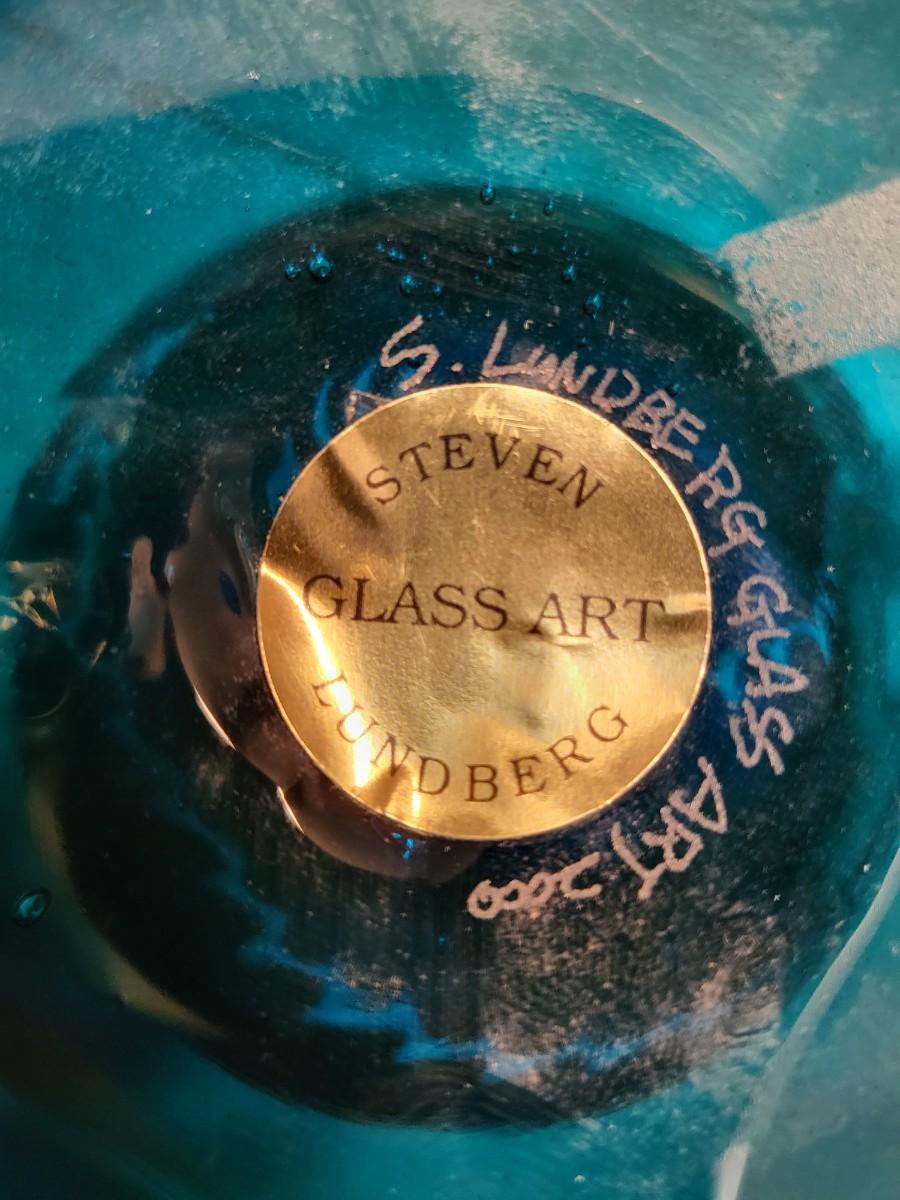 STEVEN
GLASS ART
LUNDBERG
S. LUNDBERG GLASS ART 2000